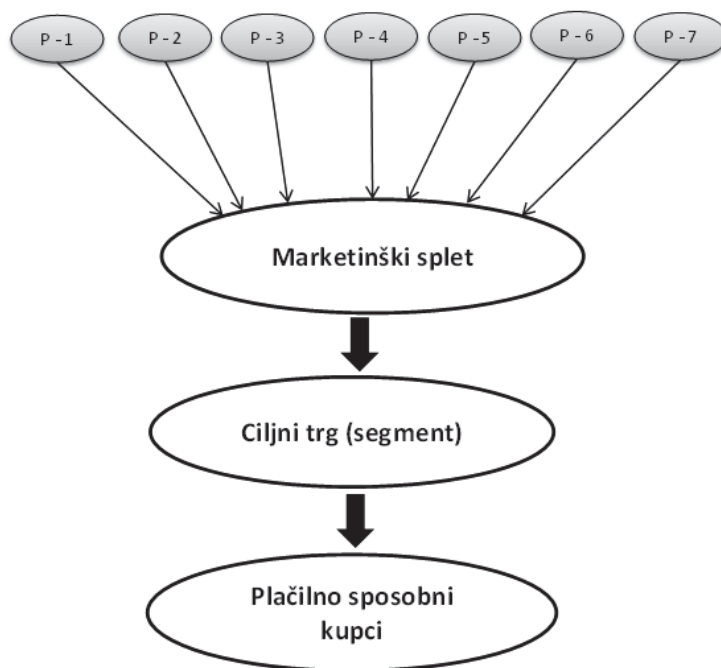 P - 1
P - 2
P - 3
P - 4
P - 5
P - 6
P - 7
Marketinški splet
Ciljni trg (segment)
Plačilno sposobni
kupci